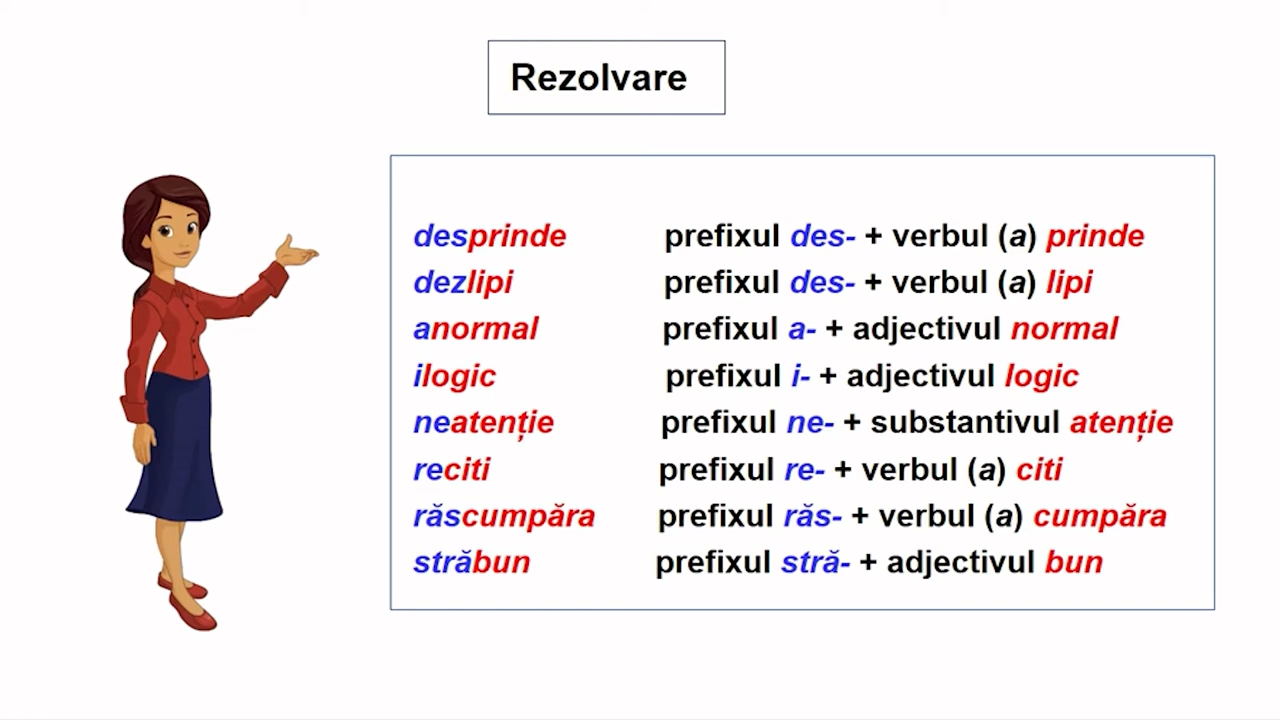 Rezolvare
desprinde prefixul des- + verbul (a) prinde
dezlipi prefixul des- + verbul (a) lipi
anormal prefixul a- + adjectivul normal
ilogic prefixul i- + adjectivul logic
neatenție prefixul ne- + substantivul atenție
reciti prefixul re- + verbul (a) citi
răscumpăra prefixul răs- + verbul (a) cumpăra
străbun prefixul stră- + adjectivul bun